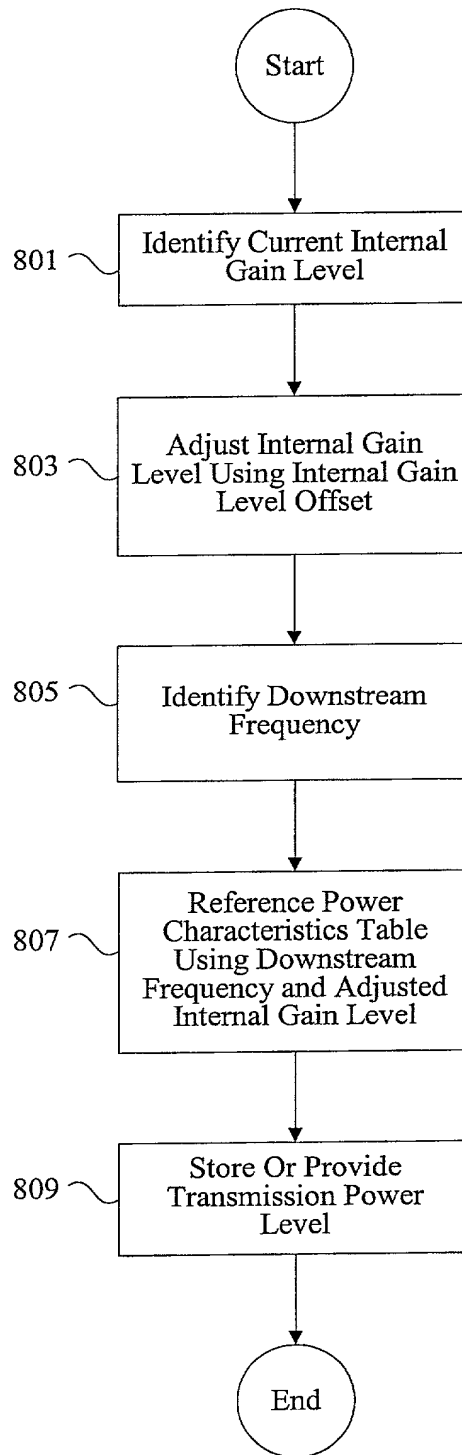 Start
801
Identify Current Internal
Gain Level
803
Adjust Internal Gain
Level Using Internal Gain
Level Offset
805
Identify Downstream
Frequency
807
Reference Power
Characteristics Table
Using Downstream
Frequency and Adjusted
Internal Gain Level
809
Store Or Provide
Transmission Power
Level
End